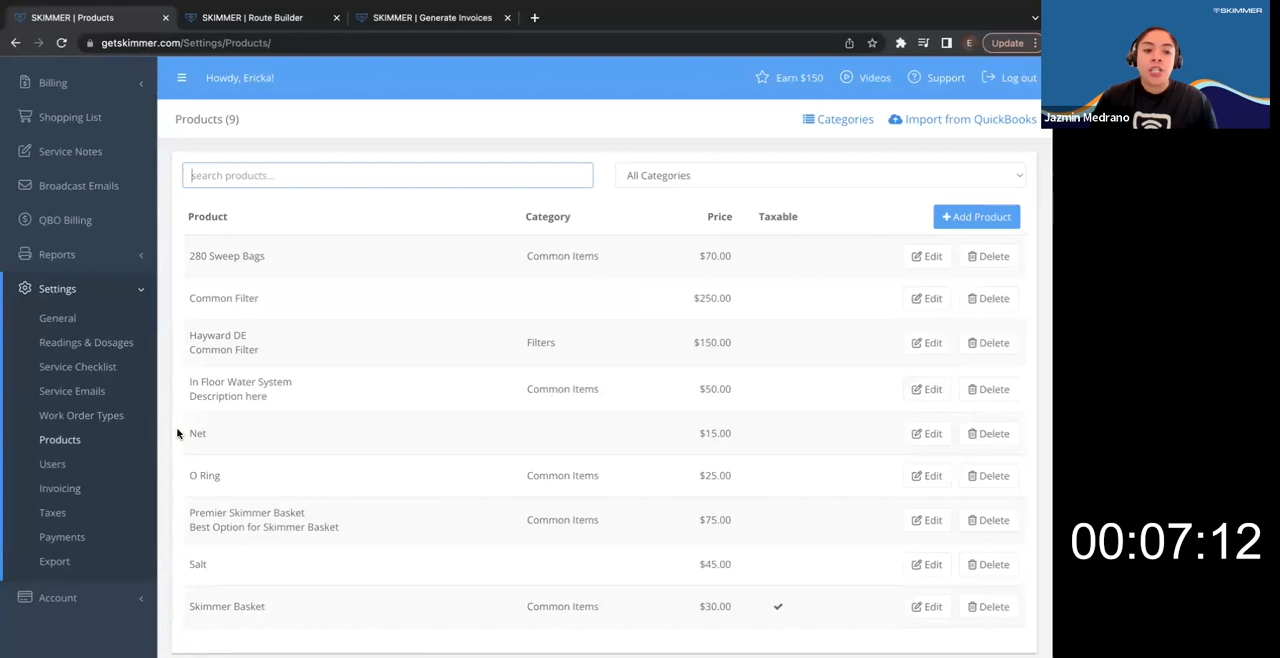 SKIMMER | Products
SKIMMER | Route Builder
SKIMMER | Generate Invoices
getskimmer.com/Settings/Products/
E
Update
SKIMMER
Jazmin Medrano
Billing
Shopping List
Service Notes
Broadcast Emails
QBO Billing
Reports
Settings
General
Readings & Dosages
Service Checklist
Service Emails
Work Order Types
Products
Users
Invoicing
Taxes
Payments
Export
Account
Howdy, Ericka!
Earn $150
Videos
Support
Log out
Products (9)
Categories
Import from QuickBooks
Search products...
All Categories
Product Category Price Taxable
Add Product
280 Sweep Bags Common Items $70.00 Edit Delete
Common Filter $250.00 Edit Delete
Hayward DE
Common Filter
Filters $150.00 Edit Delete
In Floor Water System
Description here
Common Items $50.00 Edit Delete
Net $15.00 Edit Delete
O Ring Common Items $25.00 Edit Delete
Premier Skimmer Basket
Best Option for Skimmer Basket
Common Items $75.00 Edit Delete
Salt $45.00 Edit Delete
Skimmer Basket Common Items $30.00 Edit Delete
00:07:12